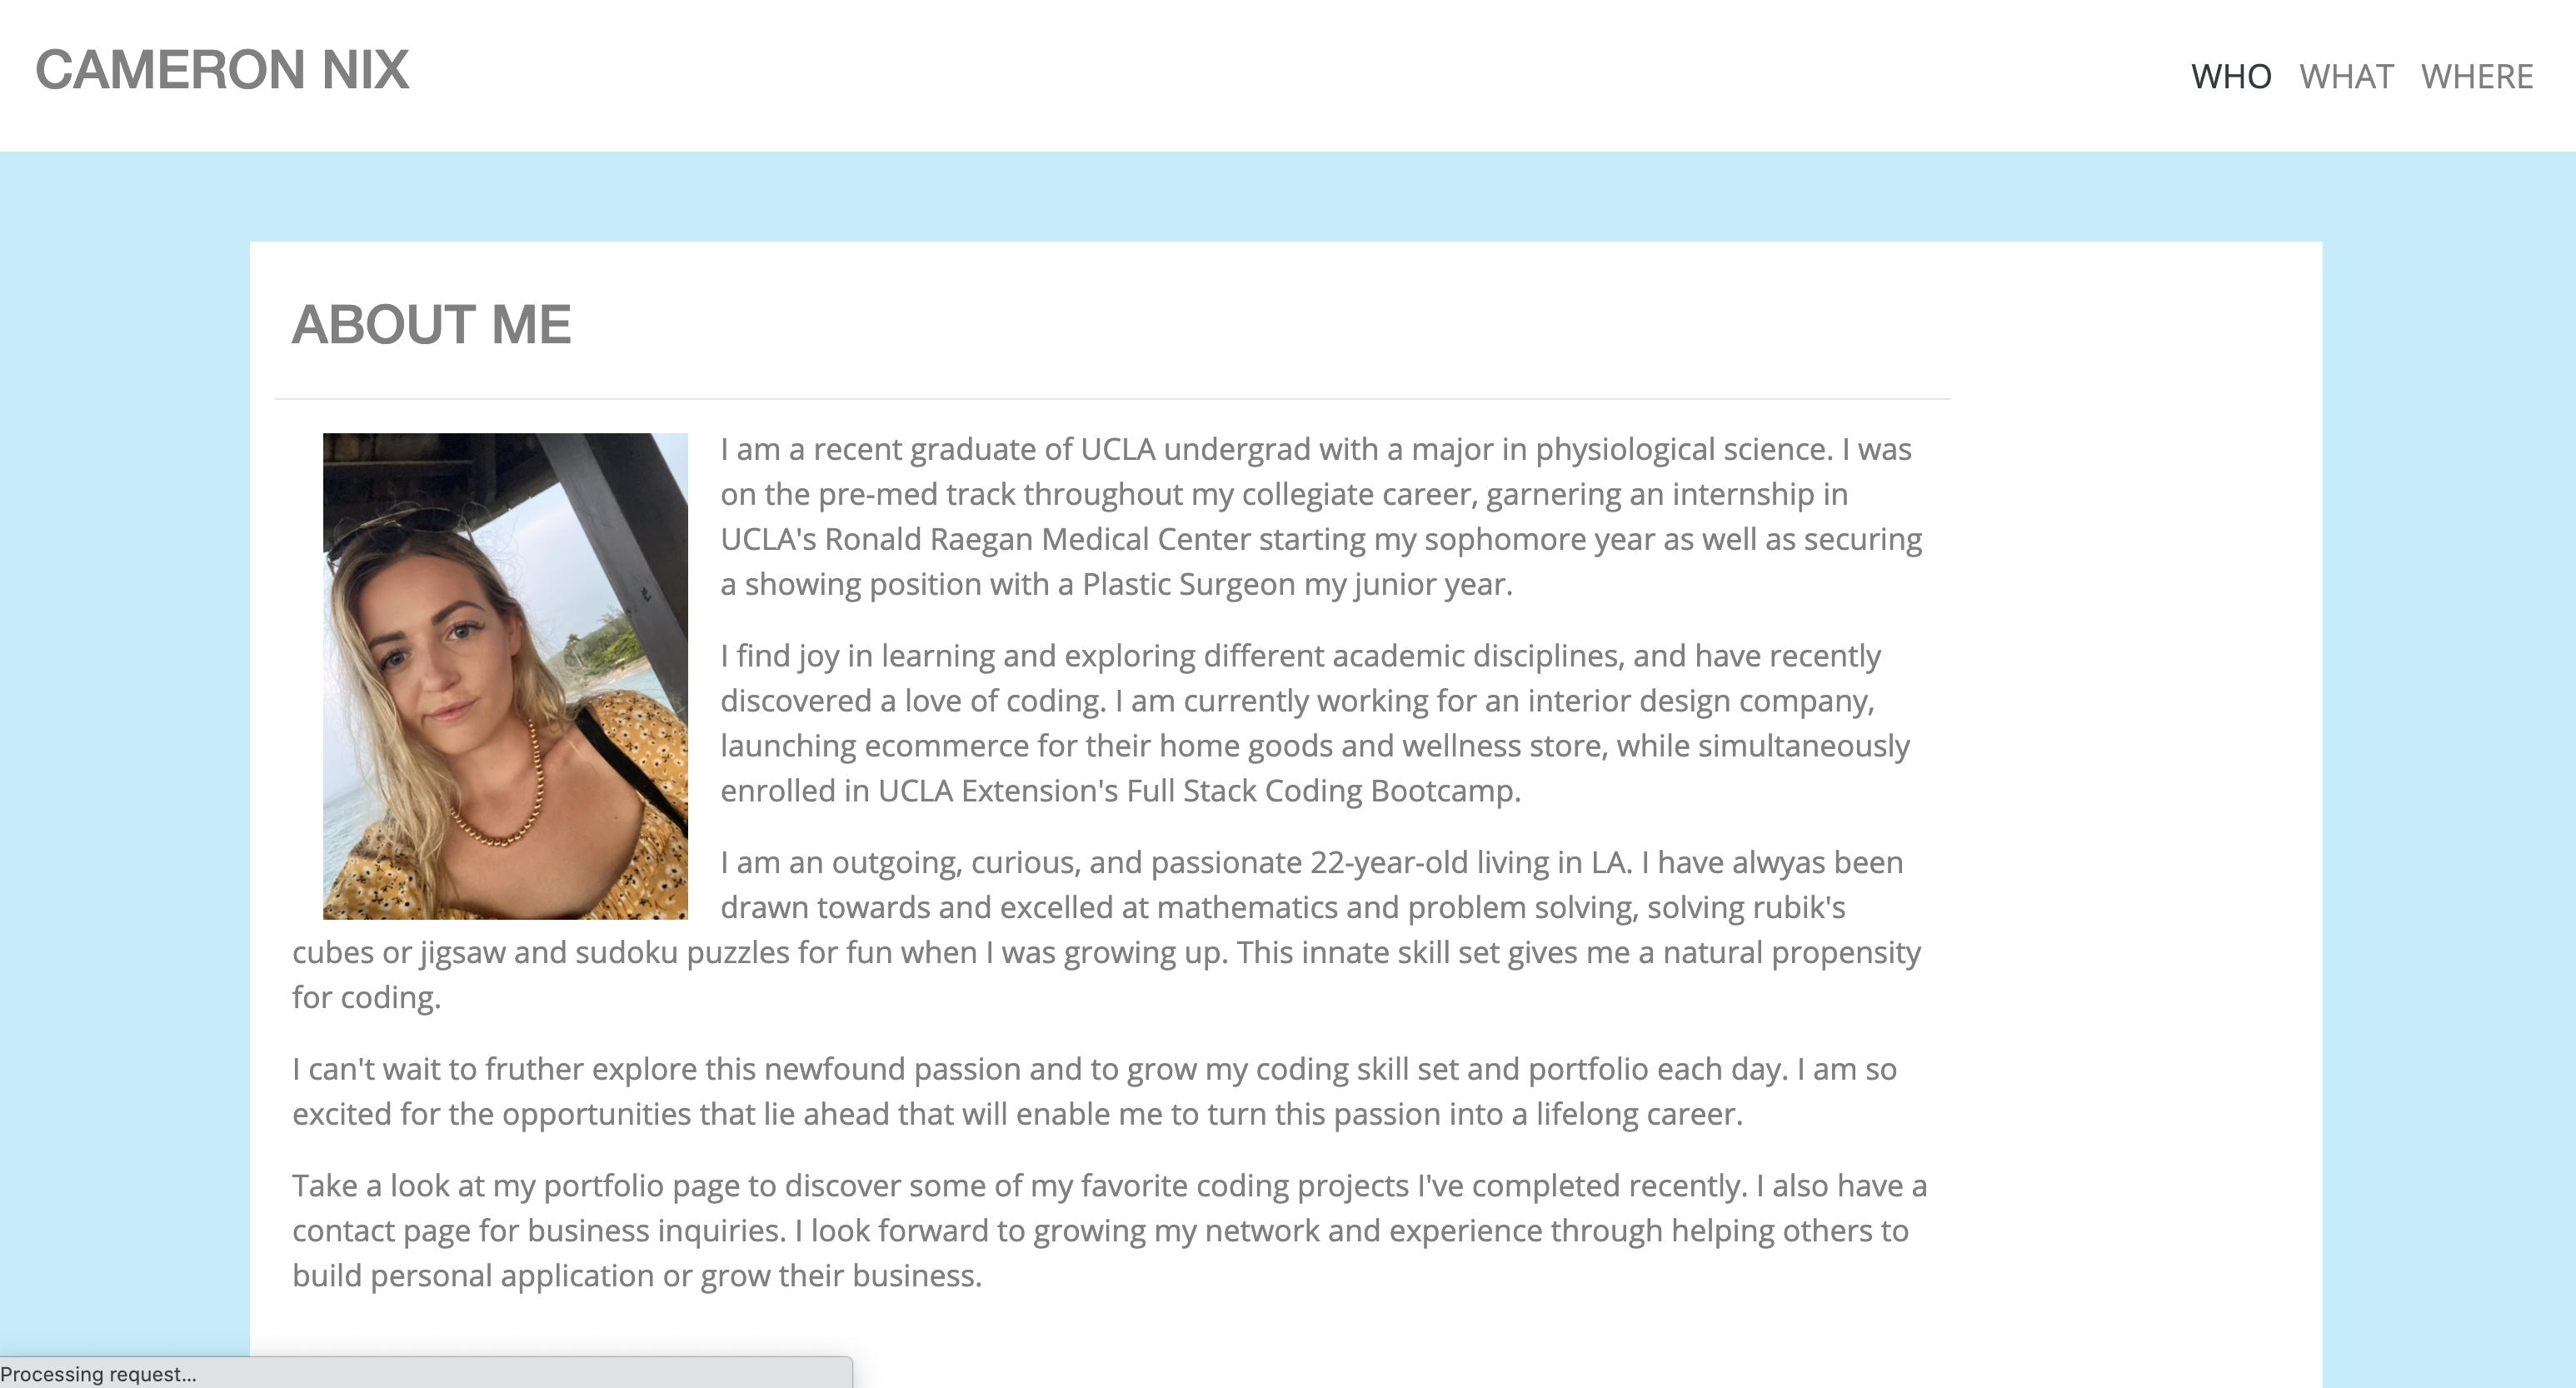 CAMERON NIX
WHO WHAT WHERE
ABOUT ME
I am a recent graduate of UCLA undergrad with a major in physiological science. I was
on the pre-med track throughout my collegiate career, garnering an internship in
UCLA's Ronald Raegan Medical Center starting my sophomore year as well as securing
a showing position with a Plastic Surgeon my junior year.
I find joy in learning and exploring different academic disciplines, and have recently
discovered a love of coding. I am currently working for an interior design company,
launching ecommerce for their home goods and wellness store, while simultaneously
enrolled in UCLA Extension's Full Stack Coding Bootcamp.
I am an outgoing, curious, and passionate 22-year-old living in LA. I have alwyas been
drawn towards and excelled at mathematics and problem solving, solving rubik's
cubes or jigsaw and sudoku puzzles for fun when I was growing up. This innate skill set gives me a natural propensity
for coding.
I can't wait to fruther explore this newfound passion and to grow my coding skill set and portfolio each day. I am so
excited for the opportunities that lie ahead that will enable me to turn this passion into a lifelong career.
Take a look at my portfolio page to discover some of my favorite coding projects I've completed recently. I also have a
contact page for business inquiries. I look forward to growing my network and experience through helping others to
build personal application or grow their business.
Processing request...